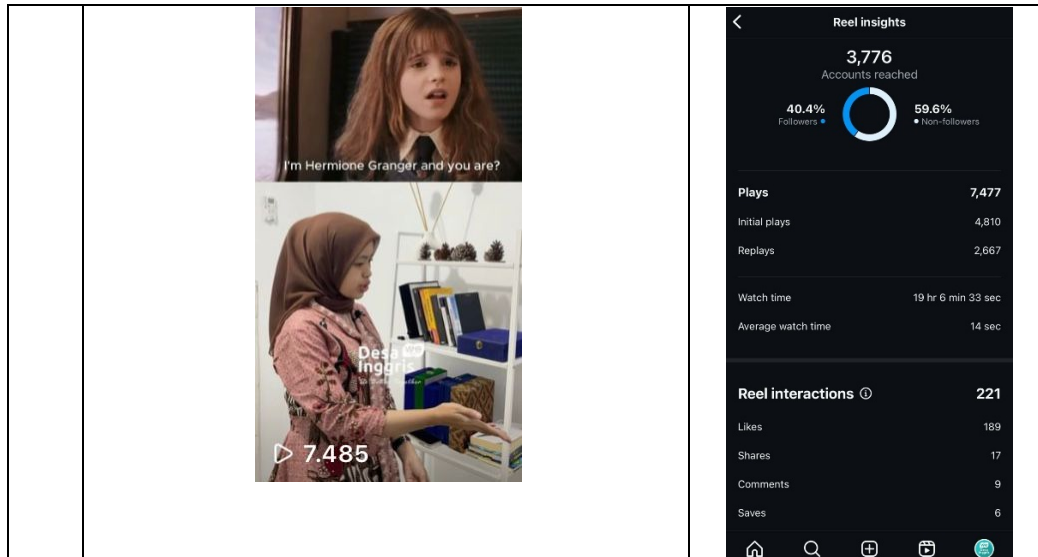 I'm Hermione Granger and you are?
Desa
Inggris
7.485
Reel insights
3,776
Accounts reached
40.4%
Followers
59.6%
Non-followers
Plays 7,477
Initial plays 4,810
Replays 2,667
Watch time 19 hr 6 min 33 sec
Average watch time 14 sec
Reel interactions 221
Likes 189
Shares 17
Comments 9
Saves 6